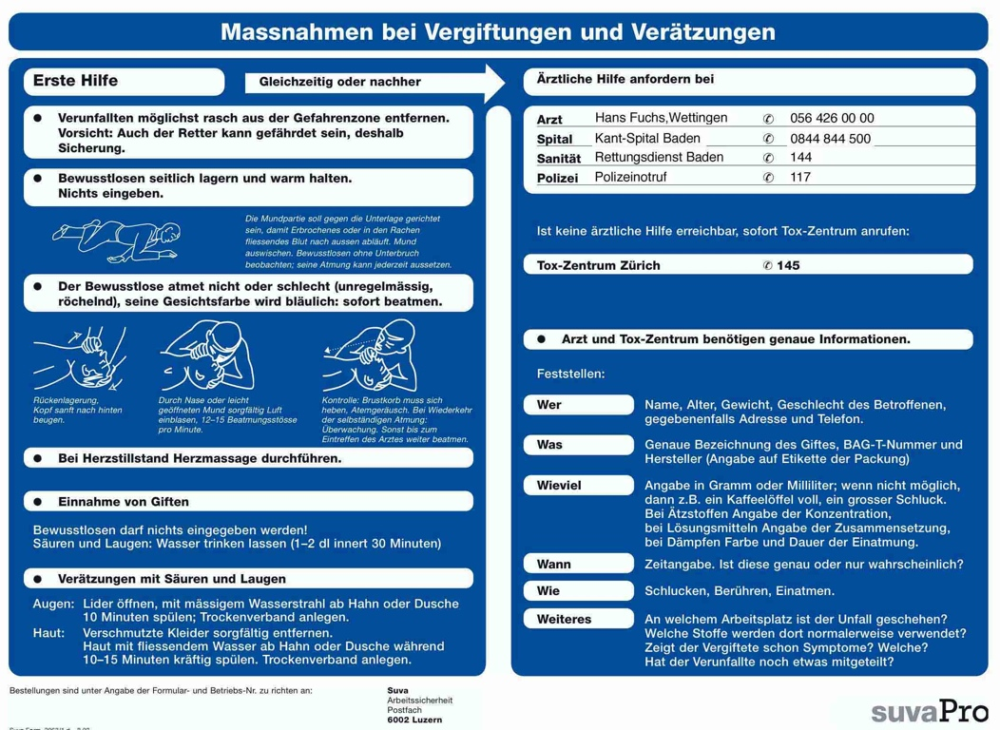 Massnahmen bei Vergiftungen und Verätzungen
Erste Hilfe
Gleichzeitig oder nachher
● Verunfallten möglichst rasch aus der Gefahrenzone entfernen.
Vorsicht: Auch der Retter kann gefährdet sein, deshalb
Sicherung.
● Bewusstlosen seitlich lagern und warm halten.
Nichts eingeben.
Die Mundpartie soll gegen die Unterlage gerichtet
sein, damit Erbrochenes oder in den Rachen
fliessendes Blut nach aussen abläuft. Mund
auswischen. Bewusstlosen ohne Unterbruch
beobachten; seine Atmung kann jederzeit aussetzen.
● Der Bewusstlose atmet nicht oder schlecht (unregelmässig,
röchelnd), seine Gesichtsfarbe wird bläulich: sofort beatmen.
Rückenlagerung.
Kopf sanft nach hinten
beugen.
Durch Nase oder leicht
geöffneten Mund sorgfältig Luft
einblasen, 12–15 Beatmungsstösse
pro Minute.
Kontrolle: Brustkorb muss sich
heben, Atemgeräusch. Bei Wiederkehr
der selbständigen Atmung:
Überwachung. Sonst bis zum
Eintreffen des Arztes weiter beatmen.
● Bei Herzstillstand Herzmassage durchführen.
● Einnahme von Giften
Bewusstlosen darf nichts eingegeben werden!
Säuren und Laugen: Wasser trinken lassen (1–2 dl innert 30 Minuten)
● Verätzungen mit Säuren und Laugen
Augen: Lider öffnen, mit mässigem Wasserstrahl ab Hahn oder Dusche
10 Minuten spülen; Trockenverband anlegen.
Haut: Verschmutzte Kleider sorgfältig entfernen.
Haut mit fliessendem Wasser ab Hahn oder Dusche während
10–15 Minuten kräftig spülen. Trockenverband anlegen.
Ärztliche Hilfe anfordern bei
Arzt Hans Fuchs,Wettingen ✆ 056 426 00 00
Spital Kant-Spital Baden ✆ 0844 844 500
Sanität Rettungsdienst Baden ✆ 144
Polizei Polizeinotruf ✆ 117
Ist keine ärztliche Hilfe erreichbar, sofort Tox-Zentrum anrufen:
Tox-Zentrum Zürich ✆ 145
● Arzt und Tox-Zentrum benötigen genaue Informationen.
Feststellen:
Wer Name, Alter, Gewicht, Geschlecht des Betroffenen,
gegebenenfalls Adresse und Telefon.
Was Genaue Bezeichnung des Giftes, BAG-T-Nummer und
Hersteller (Angabe auf Etikette der Packung)
Wieviel Angabe in Gramm oder Milliliter; wenn nicht möglich,
dann z.B. ein Kaffeelöffel voll, ein grosser Schluck.
Bei Ätzstoffen Angabe der Konzentration,
bei Lösungsmitteln Angabe der Zusammensetzung,
bei Dämpfen Farbe und Dauer der Einatmung.
Wann Zeitangabe. Ist diese genau oder nur wahrscheinlich?
Wie Schlucken, Berühren, Einatmen.
Weiteres An welchem Arbeitsplatz ist der Unfall geschehen?
Welche Stoffe werden dort normalerweise verwendet?
Zeigt der Vergiftete schon Symptome? Welche?
Hat der Verunfallte noch etwas mitgeteilt?
Bestellungen sind unter Angabe der Formular- und Betriebs-Nr. zu richten an:
Suva
Arbeitssicherheit
Postfach
6002 Luzern
suvaPro